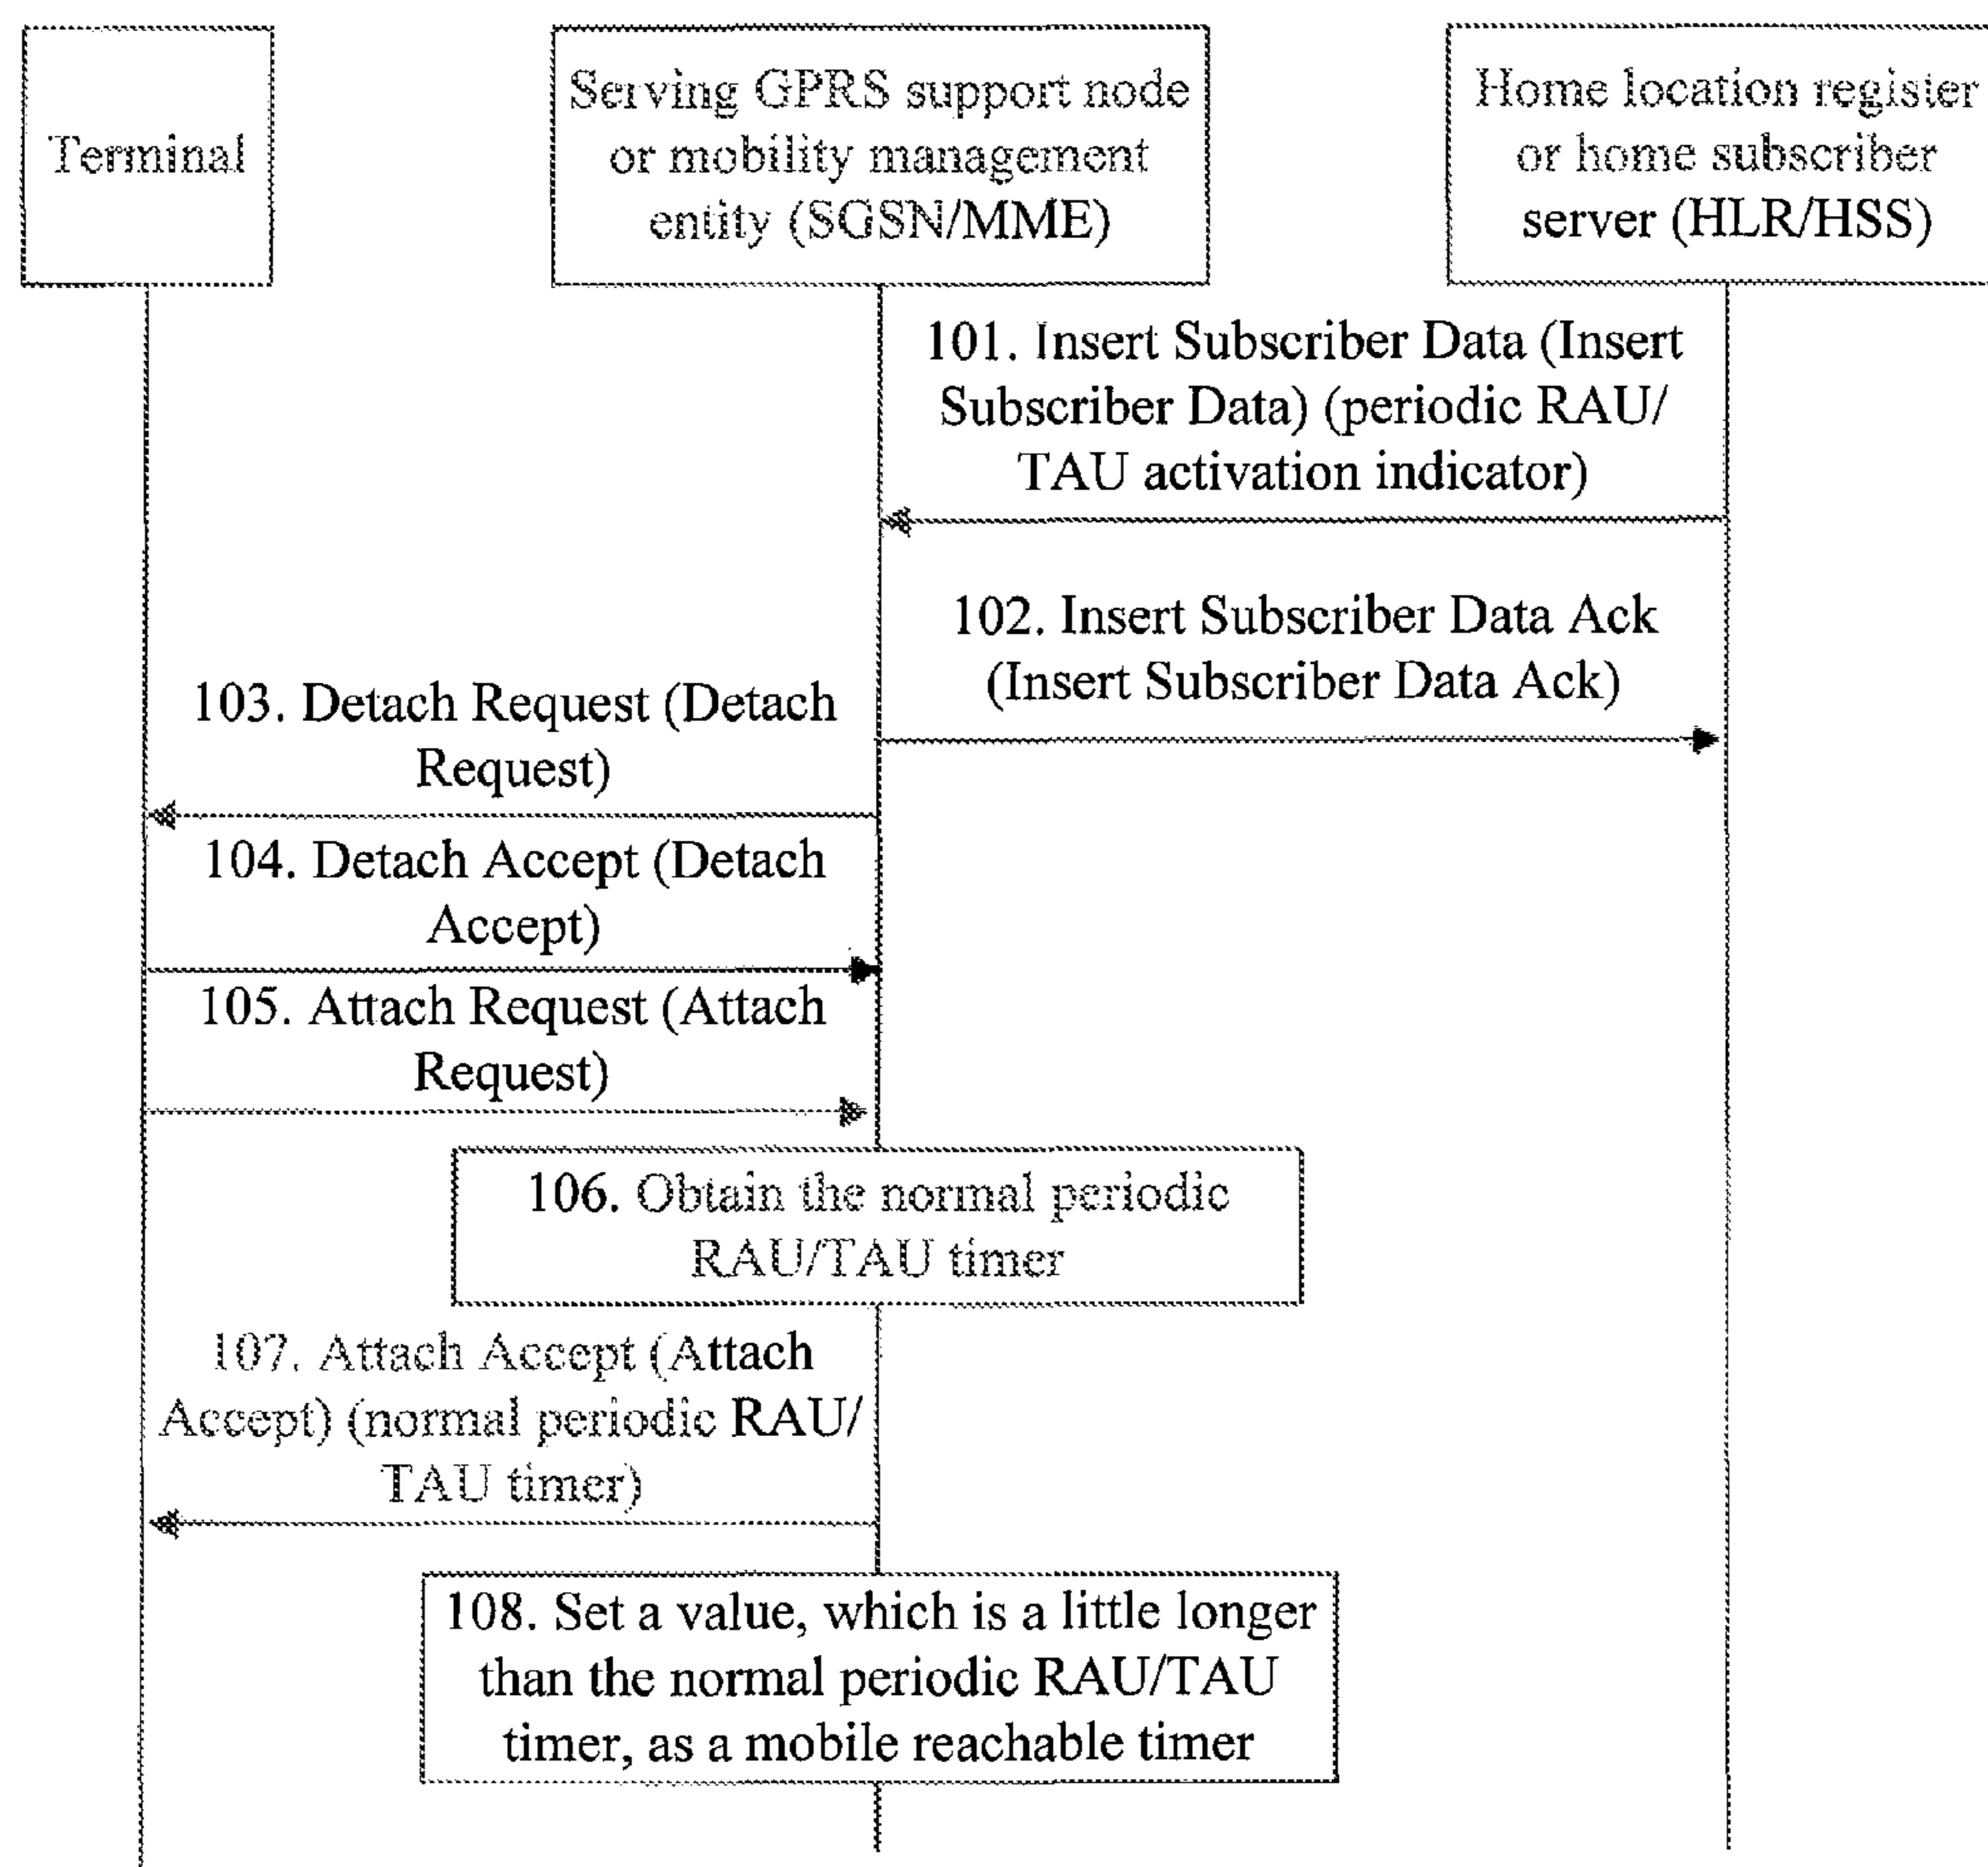 Terminal
Serving GPRS support node
or mobility management
entity (SGSN/MME)
Home location register
or home subscriber
server (HLR/HSS)
101. Insert Subscriber Data (Insert
Subscriber Data) (periodic RAU/
TAU activation indicator)
102. Insert Subscriber Data Ack
(Insert Subscriber Data Ack)
103. Detach Request (Detach
Request)
104. Detach Accept (Detach
Accept)
105. Attach Request (Attach
Request)
106. Obtain the normal periodic
RAU/TAU timer
107. Attach Accept (Attach
Accept) (normal periodic RAU/
TAU timer)
108. Set a value, which is a little longer
than the normal periodic RAU/TAU
timer, as a mobile reachable timer